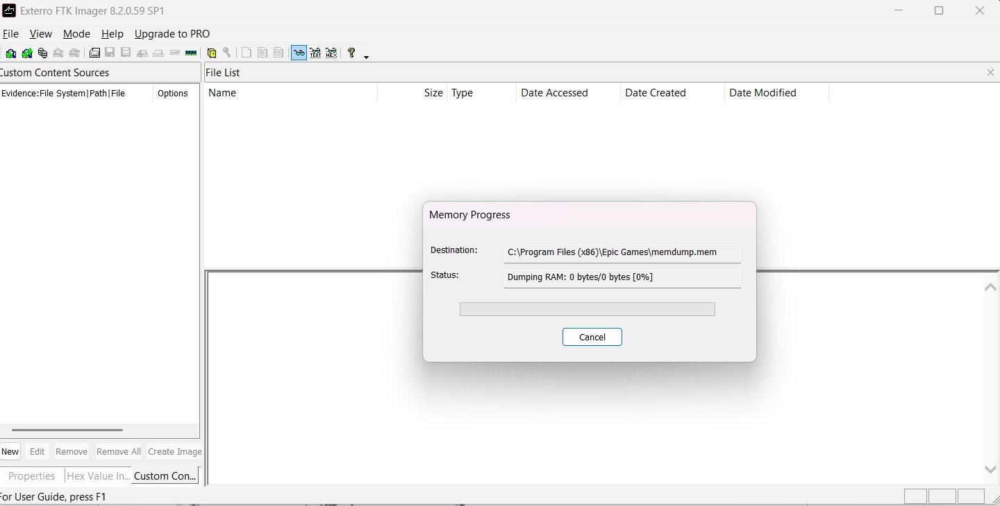 Exterro FTK Imager 8.2.0.59 SP1
File View Mode Help Upgrade to PRO
TEXT HEX
Custom Content Sources
File List
Evidence:File System|Path|File Options
Name Size Type Date Accessed Date Created Date Modified
Memory Progress
Destination: C:\Program Files (x86)\Epic Games\memdump.mem
Status: Dumping RAM: 0 bytes/0 bytes [0%]
Cancel
New Edit Remove Remove All Create Image
Properties Hex Value In... Custom Con...
For User Guide, press F1